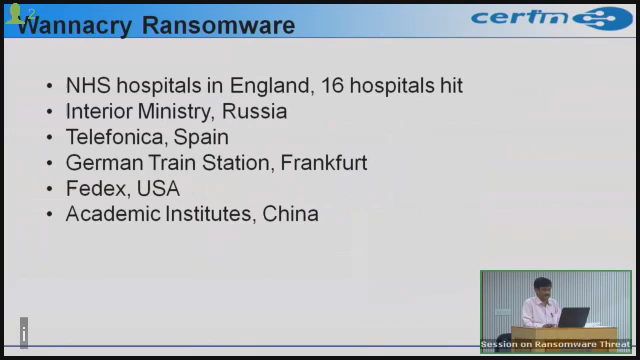 2
Wannacry Ransomware
• NHS hospitals in England, 16 hospitals hit
• Interior Ministry, Russia
• Telefonica, Spain
• German Train Station, Frankfurt
• Fedex, USA
• Academic Institutes, China
i
Session on Ransomware Threat